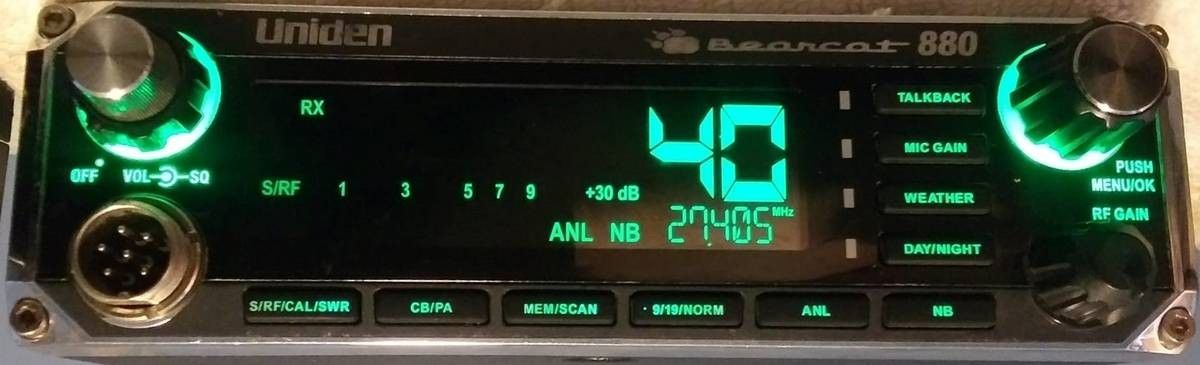 Uniden
Bearcat 880
RX
40
TALKBACK
MIC GAIN
OFF VOL SQ
S/RF 1 3 5 7 9 +30 dB
WEATHER
PUSH
MENU/OK
RF GAIN
ANL NB 27.405 MHz
DAY/NIGHT
S/RF/CAL/SWR CB/PA MEM/SCAN 9/19/NORM ANL NB